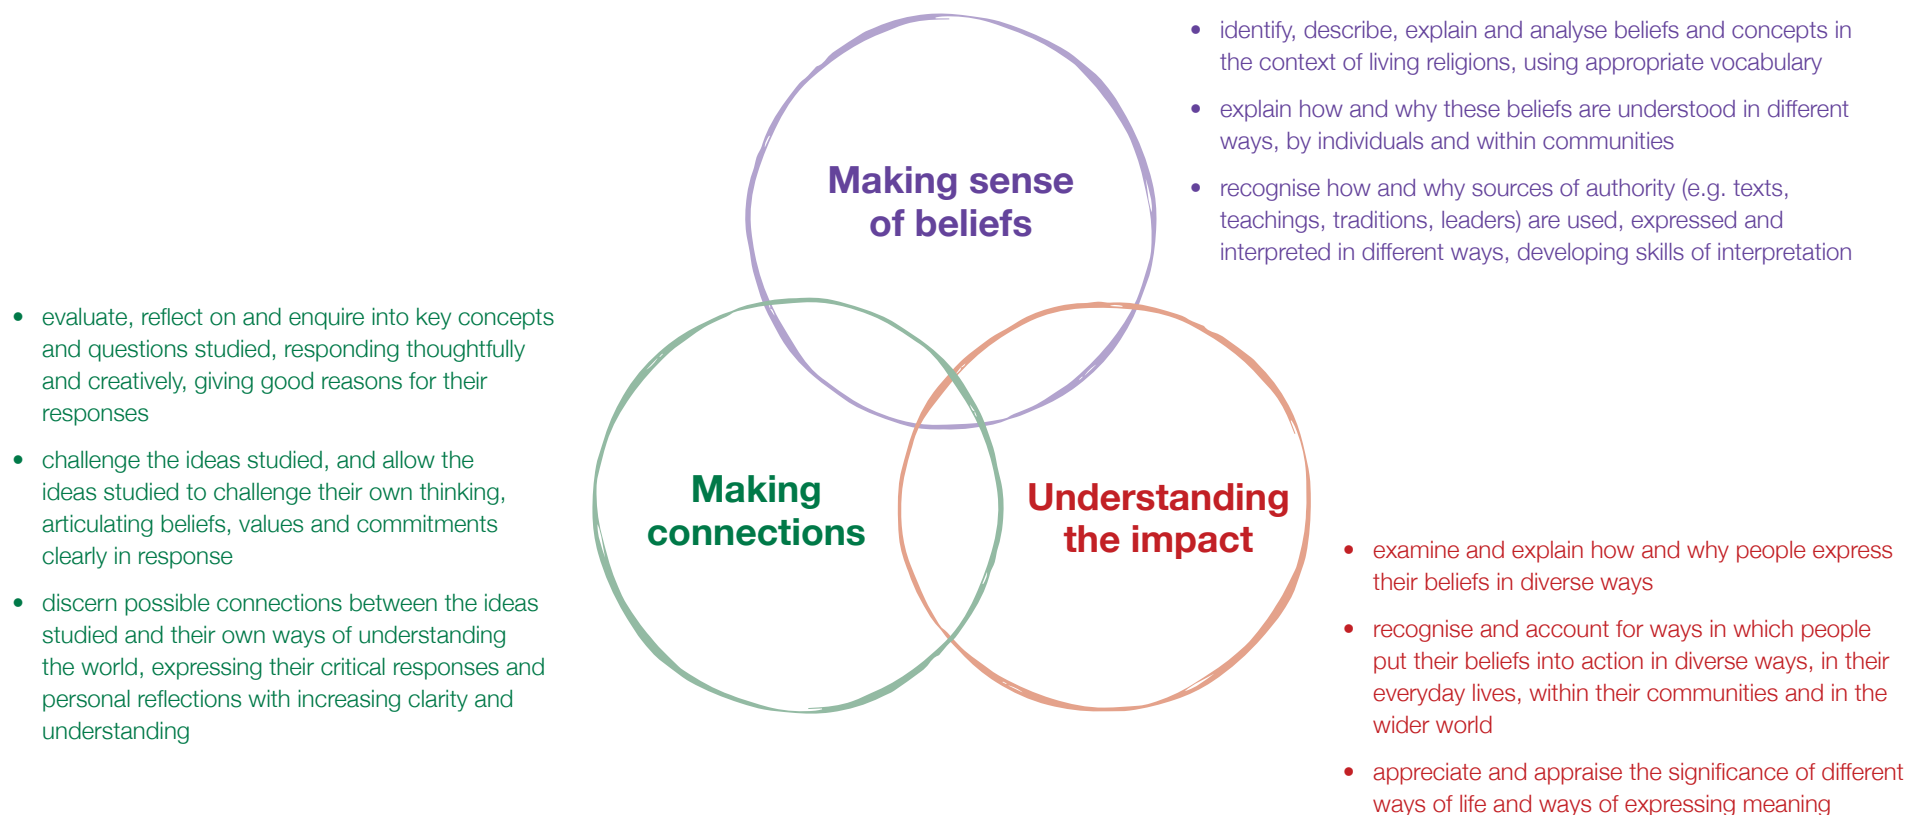 Making sense
of beliefs
• identify, describe, explain and analyse beliefs and concepts in
the context of living religions, using appropriate vocabulary
• explain how and why these beliefs are understood in different
ways, by individuals and within communities
• recognise how and why sources of authority (e.g. texts,
teachings, traditions, leaders) are used, expressed and
interpreted in different ways, developing skills of interpretation
• evaluate, reflect on and enquire into key concepts
and questions studied, responding thoughtfully
and creatively, giving good reasons for their
responses
• challenge the ideas studied, and allow the
ideas studied to challenge their own thinking,
articulating beliefs, values and commitments
clearly in response
• discern possible connections between the ideas
studied and their own ways of understanding
the world, expressing their critical responses and
personal reflections with increasing clarity and
understanding
Making
connections
Understanding
the impact
• examine and explain how and why people express
their beliefs in diverse ways
• recognise and account for ways in which people
put their beliefs into action in diverse ways, in their
everyday lives, within their communities and in the
wider world
• appreciate and appraise the significance of different
ways of life and ways of expressing meaning